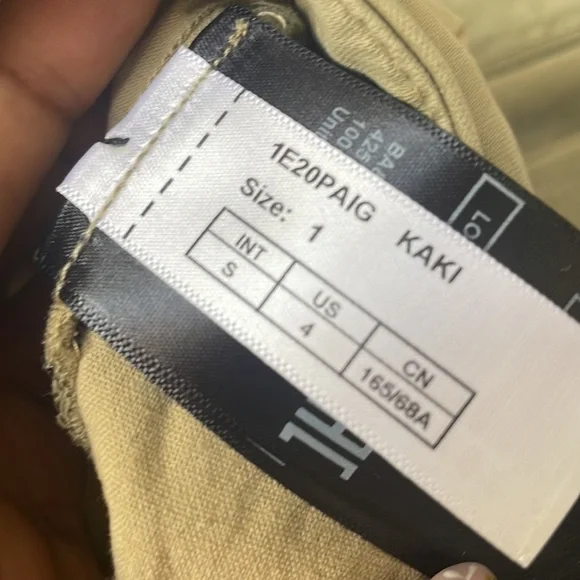 1E20PAIG KAKI
Size: 1
INT US CN
S 4 165/68A